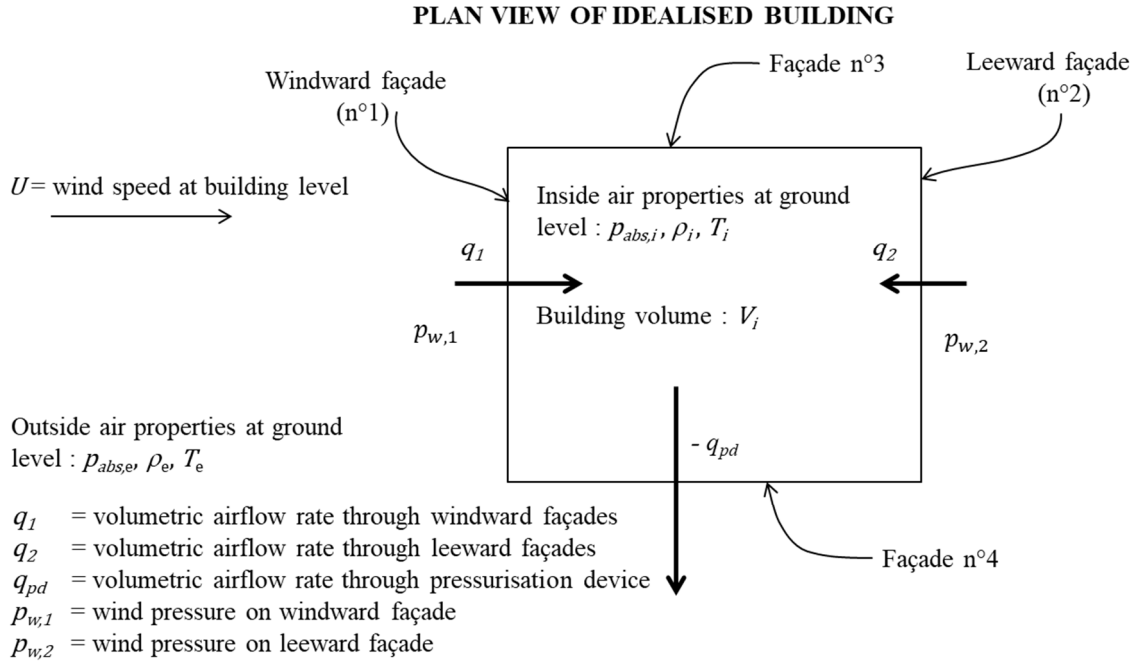 PLAN VIEW OF IDEALISED BUILDING
Façade n°3
Leeward façade
(n°2)
Windward façade
(n°1)
U = wind speed at building level
Inside air properties at ground
level : pabs,i, ρi, Ti
q1
q2
Building volume : Vi
pw,1
pw,2
Outside air properties at ground
level : pabs,e, ρe, Te
- qpd
q1 = volumetric airflow rate through windward façades
q2 = volumetric airflow rate through leeward façades
Façade n°4
qpd = volumetric airflow rate through pressurisation device
pw,1 = wind pressure on windward façade
pw,2 = wind pressure on leeward façade